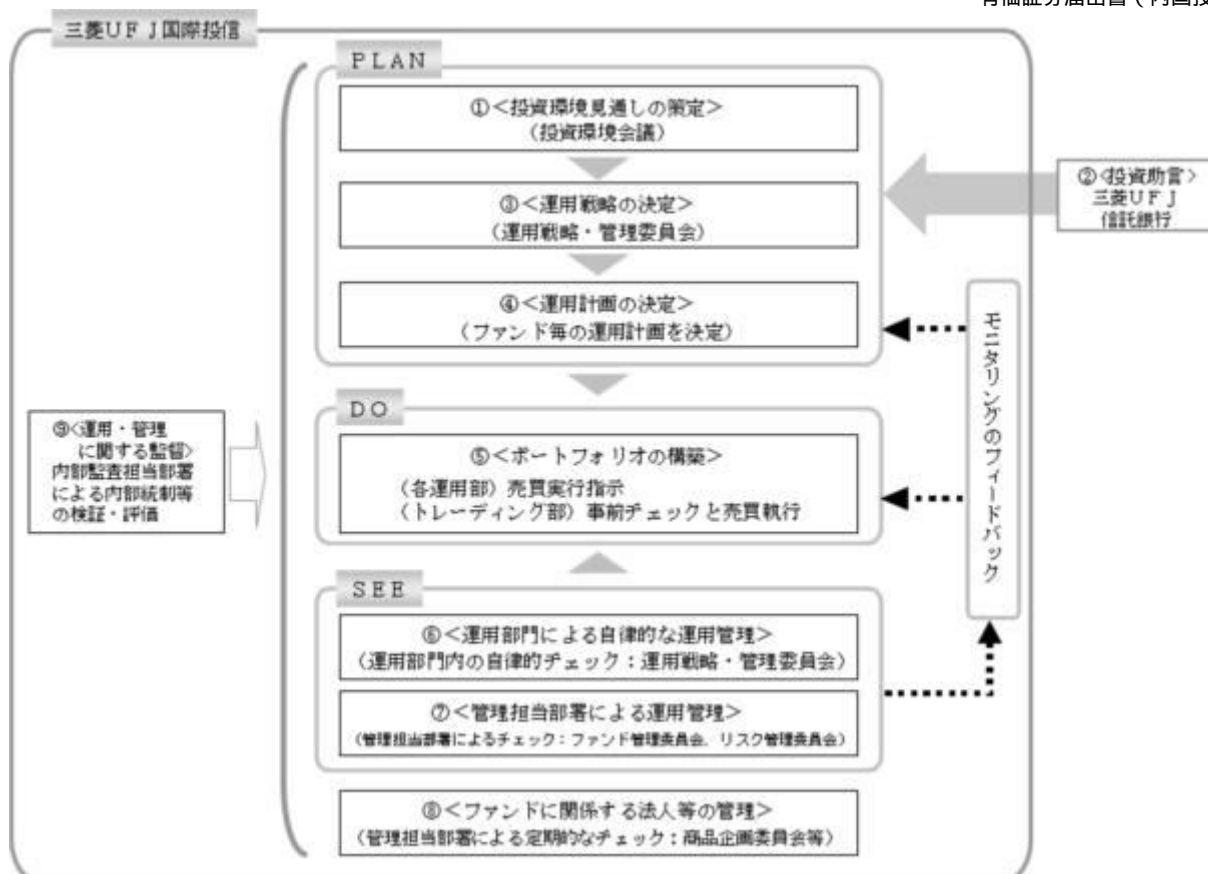 三菱UFJ国際投信
PLAN
①＜投資環境見通しの策定＞
（投資環境会議）
②<投資助言>
三菱UFJ
信託銀行
③＜運用戦略の決定＞
（運用戦略・管理委員会）
④＜運用計画の決定＞
（ファンド毎の運用計画を決定）
モニタリングのフィードバック
DO
⑤＜ポートフォリオの構築＞
（各運用部）売買実行指示
（トレーディング部）事前チェックと売買執行
⑨<運用・管理
に関する監督>
内部監査担当部署
による内部統制等
の検証・評価
SEE
⑥＜運用部門による自律的な運用管理＞
（運用部門内の自律的チェック：運用戦略・管理委員会）
⑦＜管理担当部署による運用管理＞
（管理担当部署によるチェック：ファンド管理委員会、リスク管理委員会）
⑧＜ファンドに関係する法人等の管理＞
（管理担当部署による定期的なチェック：商品企画委員会等）